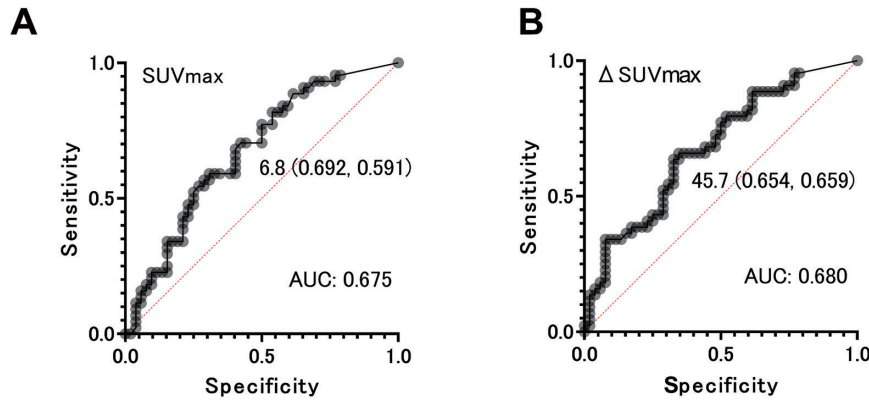 A
SUVmax
1.0
0.5
0.0
Sensitivity
6.8 (0.692, 0.591)
AUC: 0.675
0.0 0.5 1.0
Specificity
B
Δ SUVmax
1.0
0.5
0.0
Sensitivity
45.7 (0.654, 0.659)
AUC: 0.680
0.0 0.5 1.0
Specificity